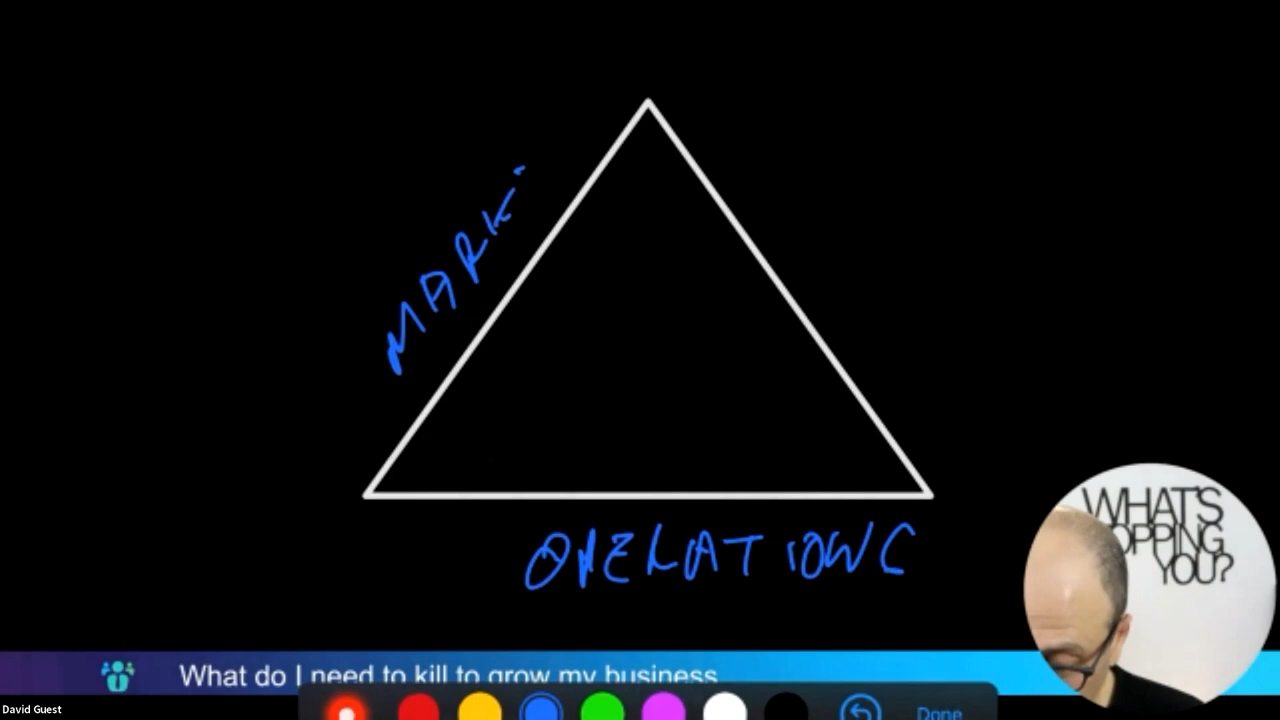 MARK
OPERATIONS
WHAT'S
OPPING
YOU?
What do I need to kill to grow my business
David Guest
Done